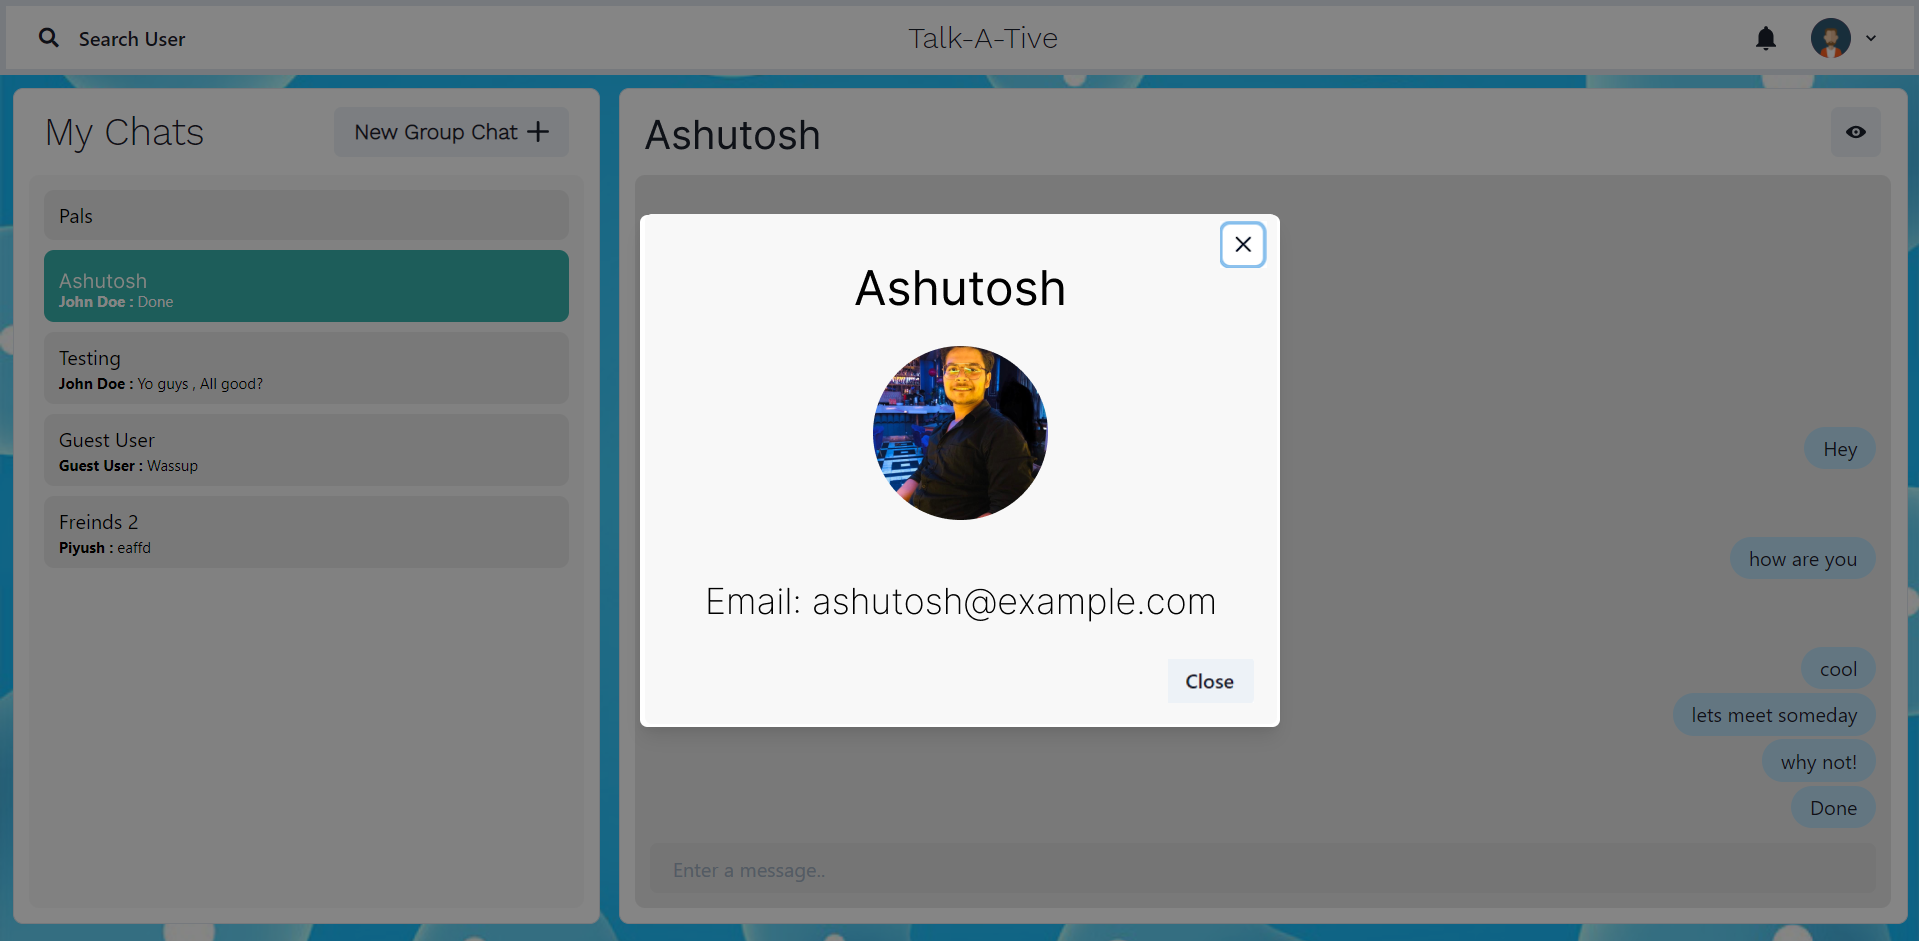 Search User
Talk-A-Tive
My Chats
New Group Chat
Pals
Ashutosh
John Doe : Done
Testing
John Doe : Yo guys , All good?
Guest User
Guest User : Wassup
Freinds 2
Piyush : eaffd
Ashutosh
Ashutosh
Email: ashutosh@example.com
Close
Hey
how are you
cool
lets meet someday
why not!
Done
Enter a message..